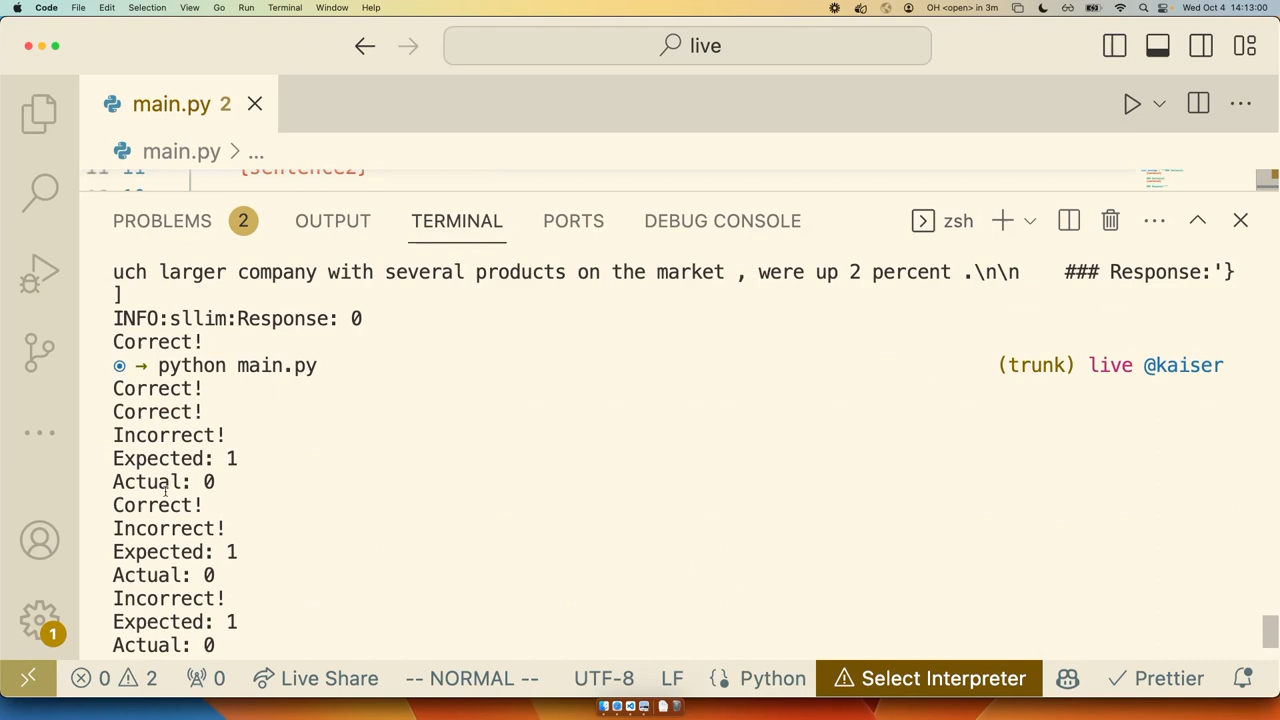 Code File Edit Selection View Go Run Terminal Window Help OH <open> in 3m Wed Oct 4 14:13:00
live
main.py 2
main.py > ...
11 11 {sentence2}
PROBLEMS 2 OUTPUT TERMINAL PORTS DEBUG CONSOLE zsh
uch larger company with several products on the market , were up 2 percent .\n\n    ### Response:'}
]
INFO:sllim:Response: 0
Correct!
→ python main.py (trunk) live @kaiser
Correct!
Correct!
Incorrect!
Expected: 1
Actual: 0
Correct!
Incorrect!
Expected: 1
Actual: 0
Incorrect!
Expected: 1
Actual: 0
1
0 2 0 Live Share -- NORMAL -- UTF-8 LF Python Select Interpreter Prettier